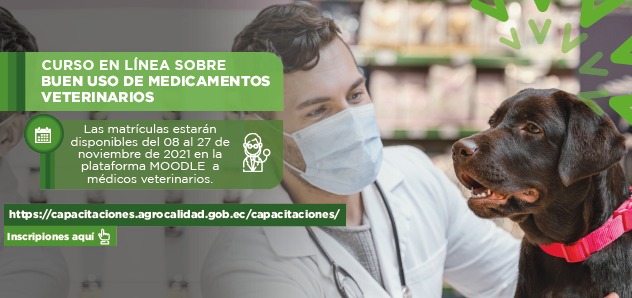 CURSO EN LÍNEA SOBRE
BUEN USO DE MEDICAMENTOS
VETERINARIOS
Las matrículas estarán
disponibles del 08 al 27 de
noviembre de 2021 en la
plataforma MOODLE a
médicos veterinarios.
https://capacitaciones.agrocalidad.gob.ec/capacitaciones/
Inscripiones aquí